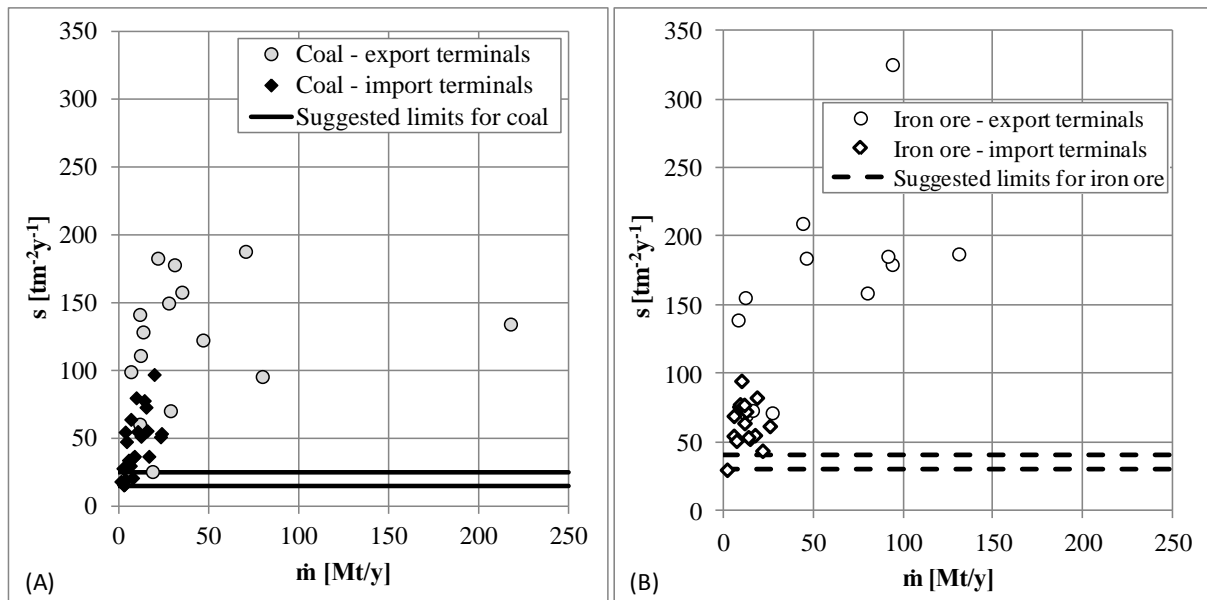 350
300
250
200
150
100
50
0
s [tm⁻²y⁻¹]
Coal - export terminals
Coal - import terminals
Suggested limits for coal
0 50 100 150 200 250
ṁ [Mt/y]
(A)
350
300
250
200
150
100
50
0
s [tm⁻²y⁻¹]
Iron ore - export terminals
Iron ore - import terminals
Suggested limits for iron ore
0 50 100 150 200 250
ṁ [Mt/y]
(B)